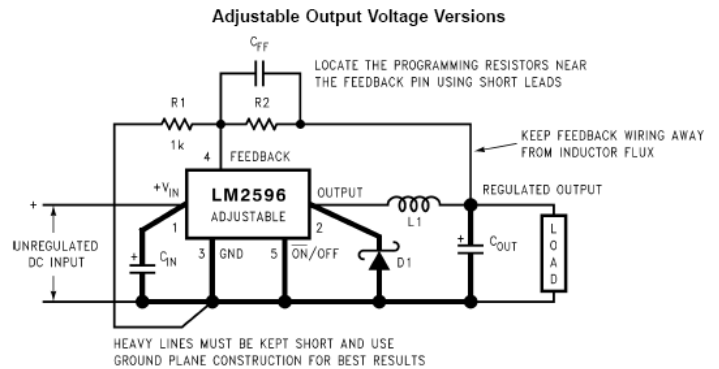 Adjustable Output Voltage Versions
CFF
LOCATE THE PROGRAMMING RESISTORS NEAR
THE FEEDBACK PIN USING SHORT LEADS
R1
R2
1k
KEEP FEEDBACK WIRING AWAY
FROM INDUCTOR FLUX
4
FEEDBACK
+VIN
LM2596
ADJUSTABLE
OUTPUT
REGULATED OUTPUT
+
1
2
L1
UNREGULATED
DC INPUT
+
CIN
3
GND
5
ON/OFF
D1
+
COUT
LOAD
HEAVY LINES MUST BE KEPT SHORT AND USE
GROUND PLANE CONSTRUCTION FOR BEST RESULTS